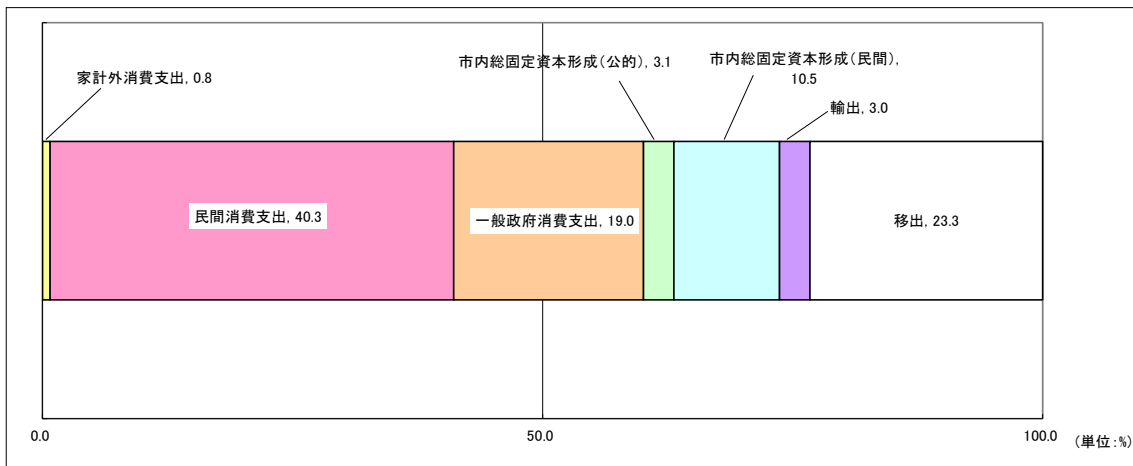 市内総固定資本形成（公的）, 3.1
市内総固定資本形成（民間）,
10.5
家計外消費支出, 0.8
輸出, 3.0
民間消費支出, 40.3
一般政府消費支出, 19.0
移出, 23.3
0.0
50.0
100.0
（単位：%）